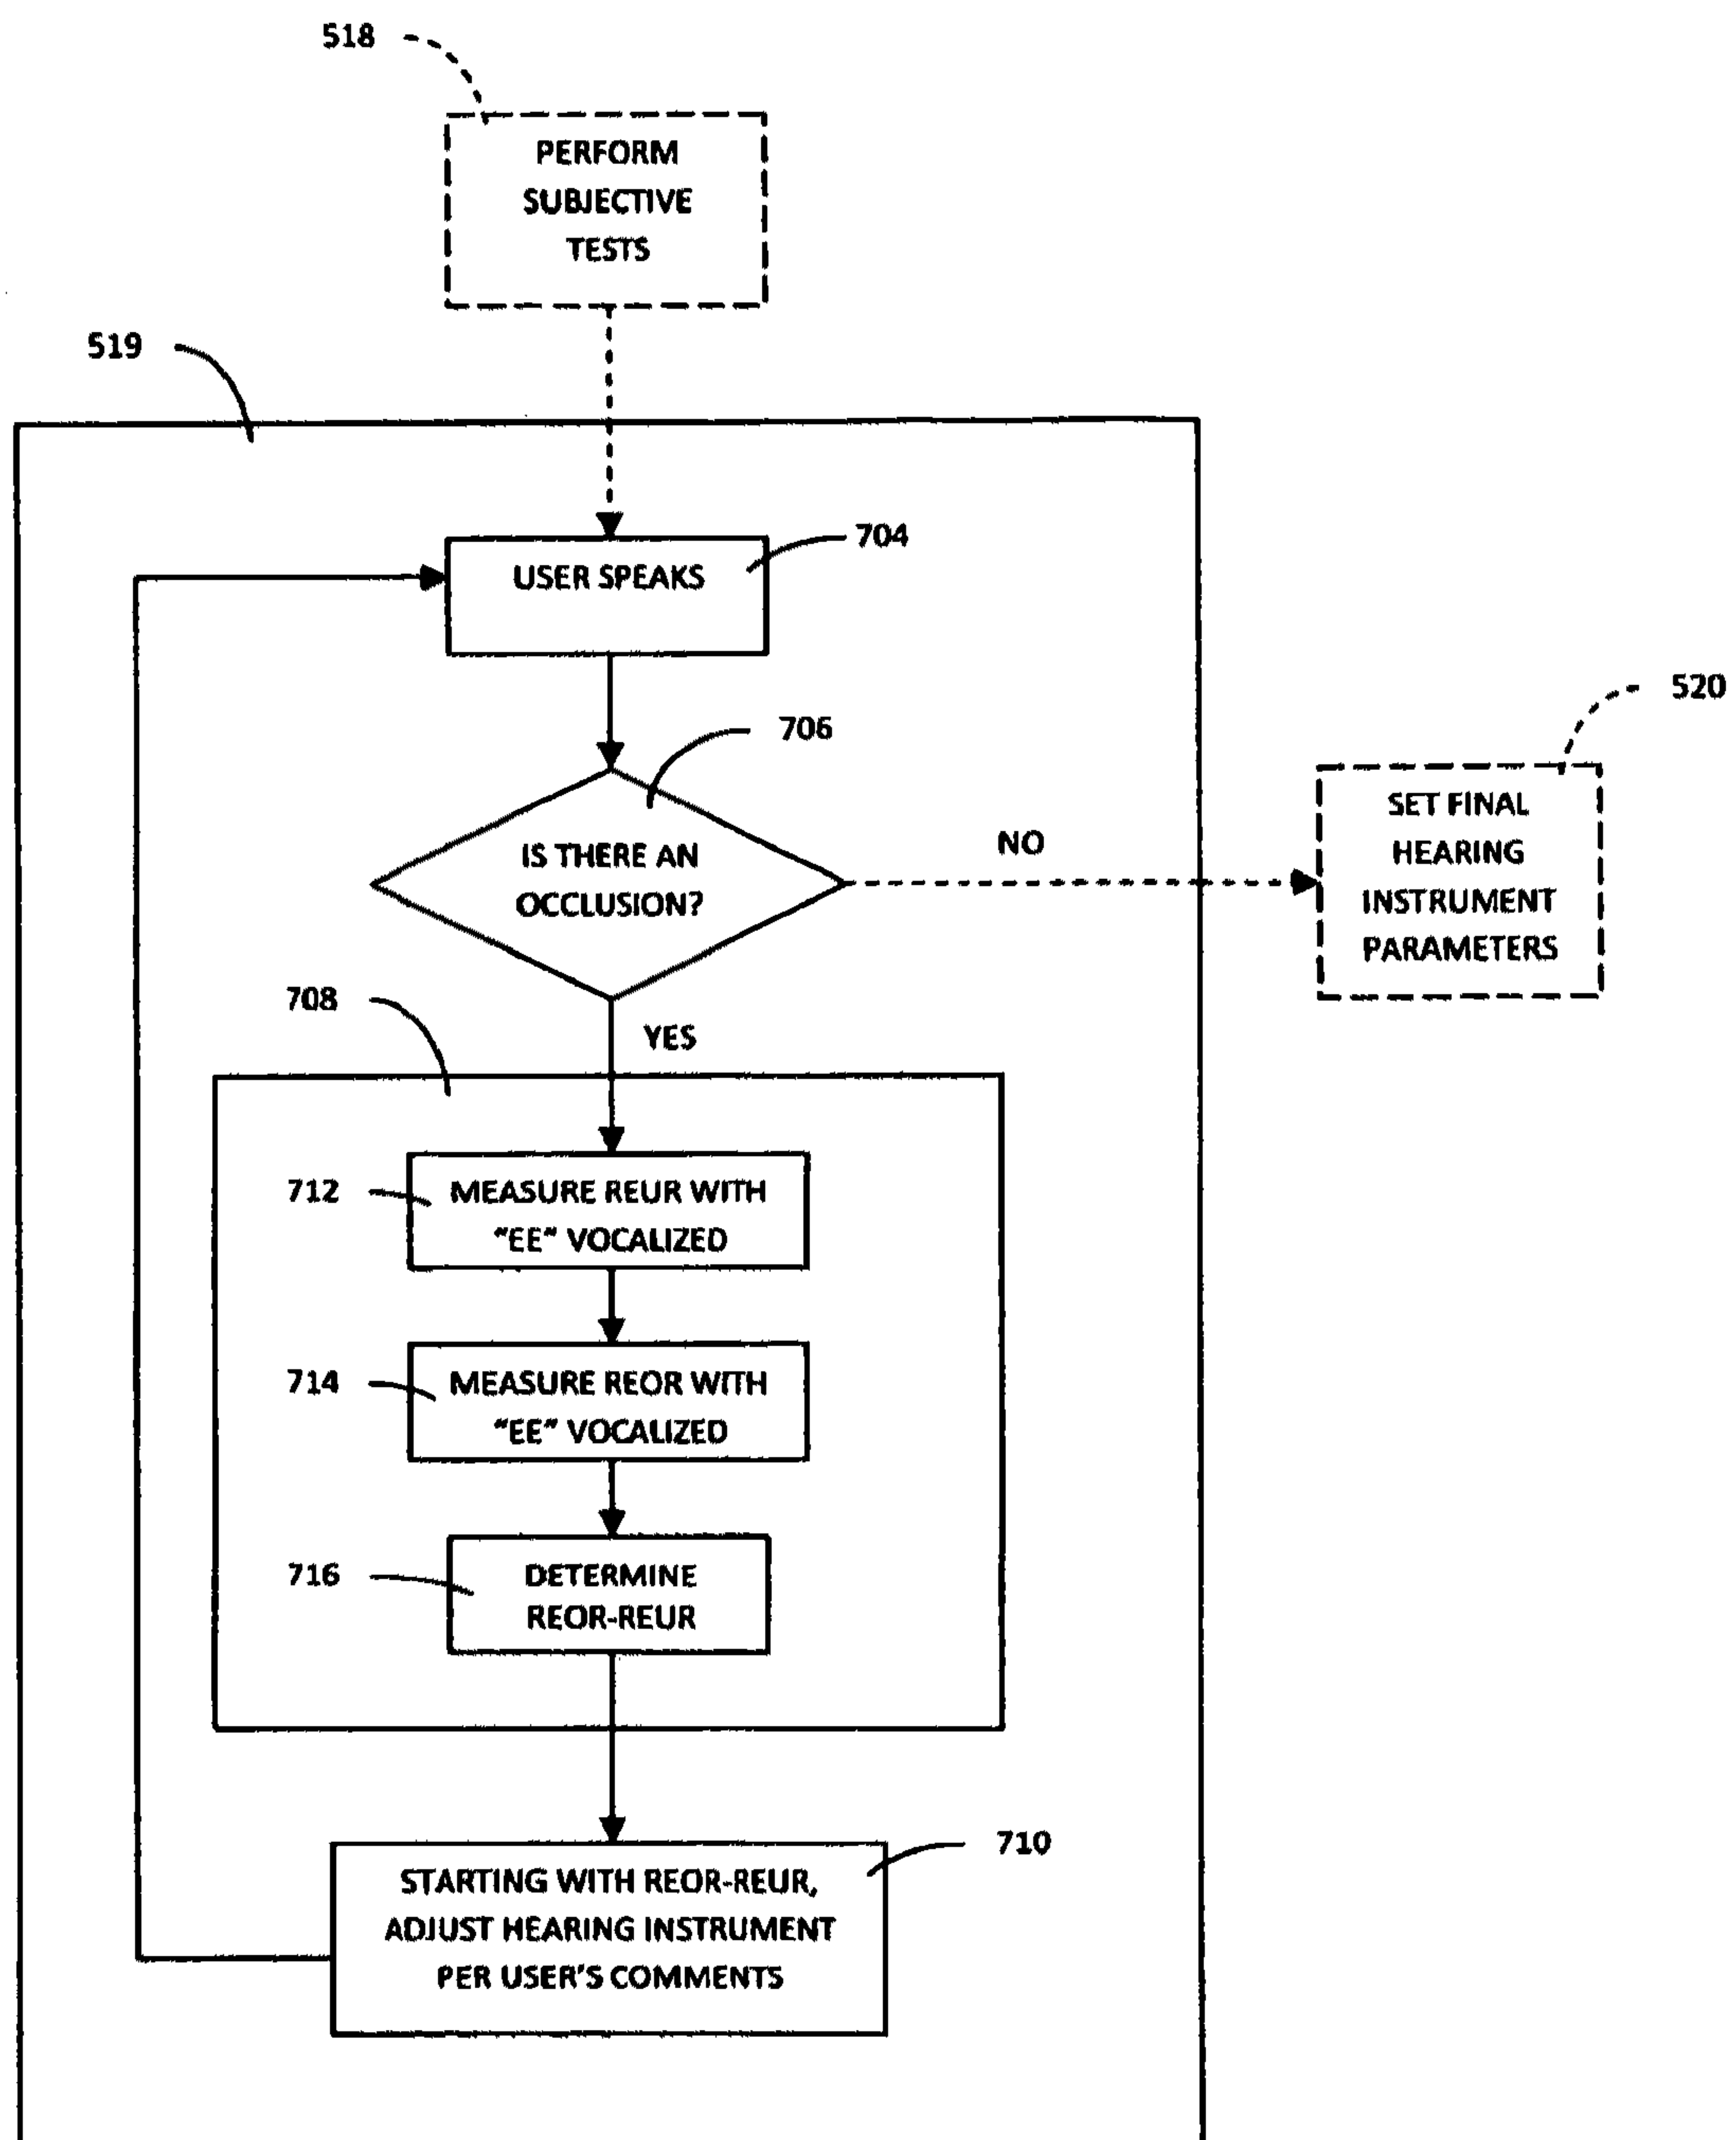 518
PERFORM
SUBJECTIVE
TESTS
519
704
USER SPEAKS
706
520
IS THERE AN
OCCLUSION?
NO
SET FINAL
HEARING
INSTRUMENT
PARAMETERS
708
YES
712
MEASURE REUR WITH
"EE" VOCALIZED
714
MEASURE REOR WITH
"EE" VOCALIZED
716
DETERMINE
REOR-REUR
710
STARTING WITH REOR-REUR,
ADJUST HEARING INSTRUMENT
PER USER'S COMMENTS